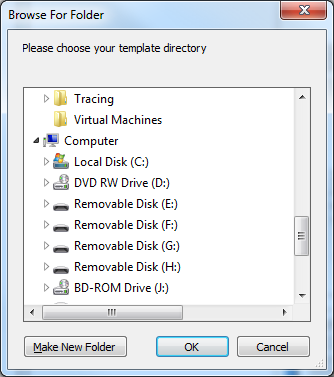 Browse For Folder
Please choose your template directory
Tracing
Virtual Machines
Computer
Local Disk (C:)
DVD RW Drive (D:)
Removable Disk (E:)
Removable Disk (F:)
Removable Disk (G:)
Removable Disk (H:)
BD-ROM Drive (J:)
Make New Folder
OK
Cancel